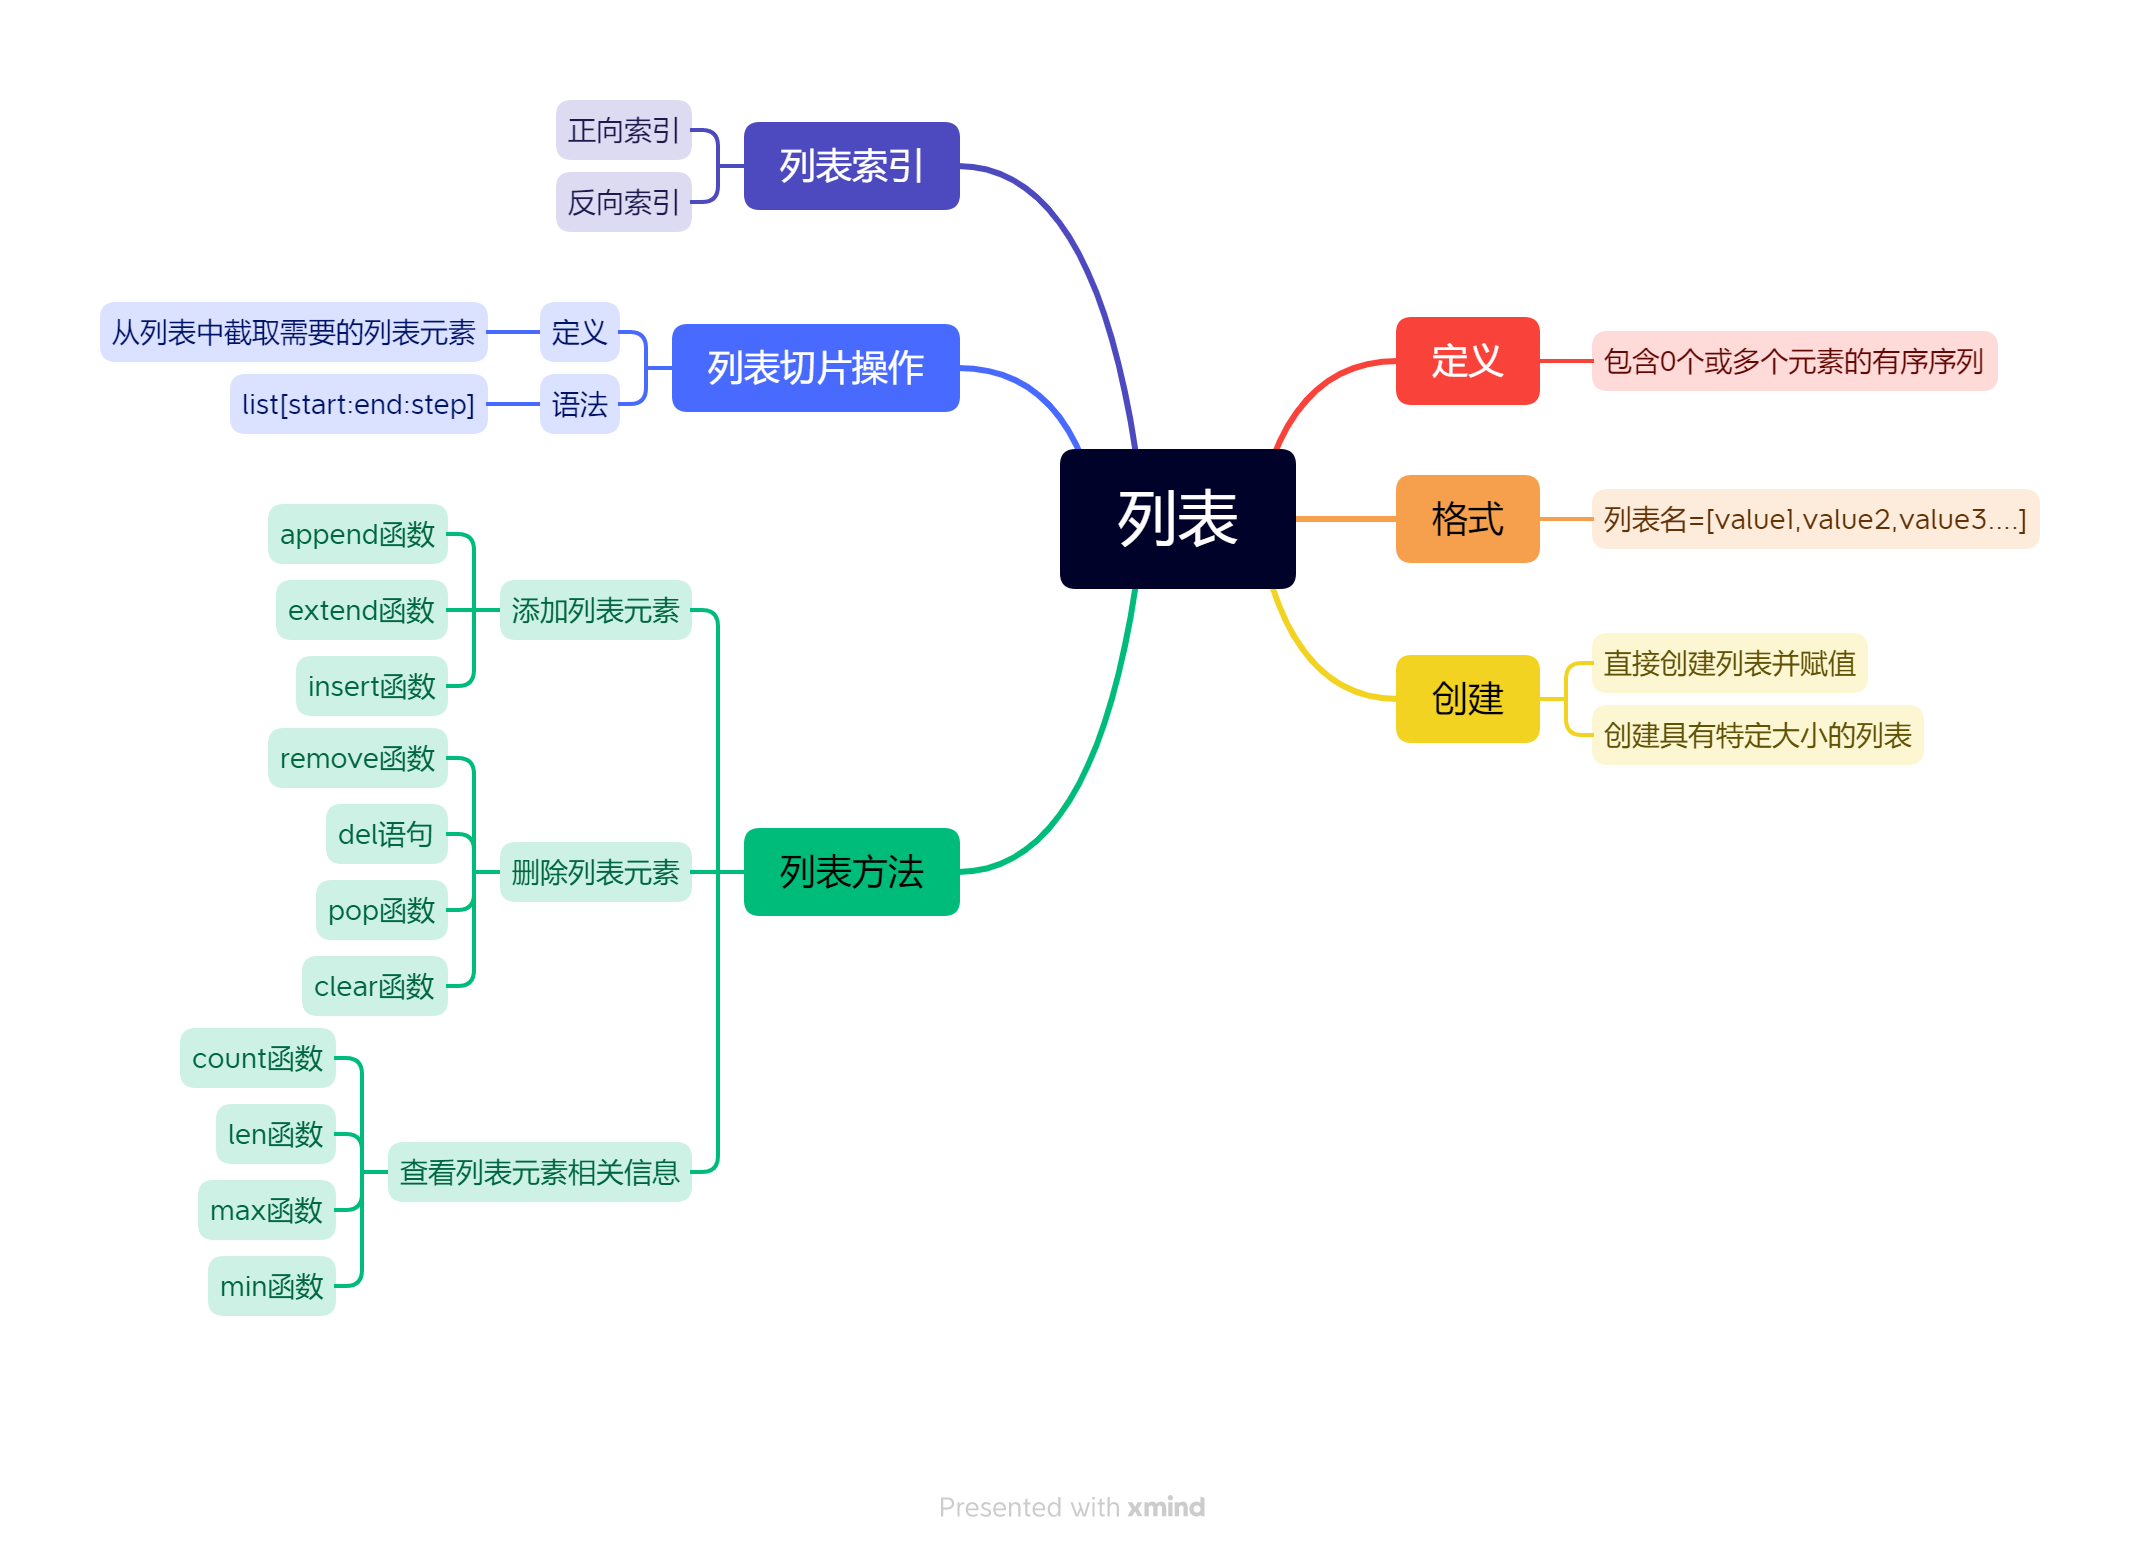 列表
定义
包含0个或多个元素的有序序列
格式
列表名=[value1,value2,value3....]
创建
直接创建列表并赋值
创建具有特定大小的列表
列表索引
正向索引
反向索引
列表切片操作
定义
从列表中截取需要的列表元素
语法
list[start:end:step]
列表方法
添加列表元素
append函数
extend函数
insert函数
删除列表元素
remove函数
del语句
pop函数
clear函数
查看列表元素相关信息
count函数
len函数
max函数
min函数
Presented with xmind